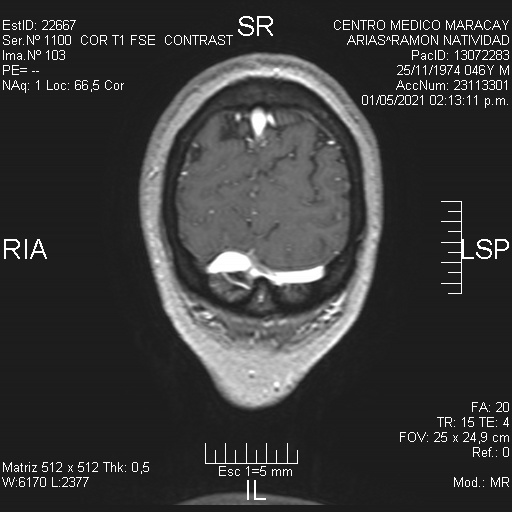 SR
EstID: 22667
Ser.Nº 1100 COR T1 FSE CONTRAST
Ima.Nº 103
PE= --
NAq: 1 Loc: 66,5 Cor
CENTRO MEDICO MARACAY
ARIAS^RAMON NATIVIDAD
PacID: 13072283
25/11/1974 046Y M
AccNum: 23113301
01/05/2021 02:13:11 p.m.
RIA
LSP
FA: 20
TR: 15 TE: 4
FOV: 25 x 24,9 cm
Ref.: 0
Matriz 512 x 512 Thk: 0,5
W:6170 L:2377
Esc 1=5 mm
IL
Mod.: MR